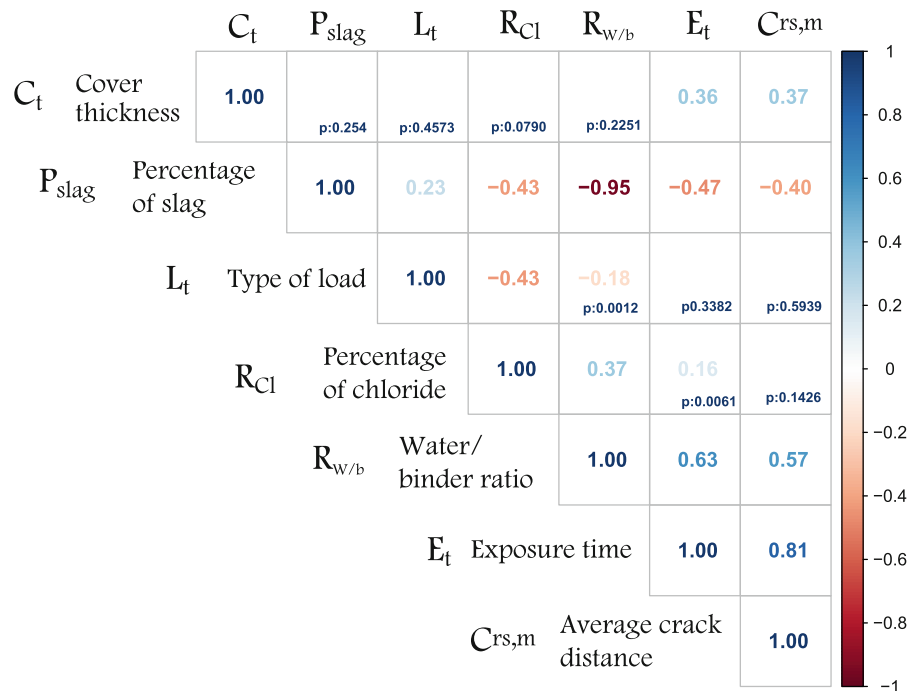 Ct Pslag Lt RCl RW/b Et Crs,m
Ct Cover thickness 1.00 p:0.254 p:0.4573 p:0.0790 p:0.2251 0.36 0.37
Pslag Percentage of slag 1.00 0.23 −0.43 −0.95 −0.47 −0.40
Lt Type of load 1.00 −0.43 −0.18 p:0.0012 p0.3382 p:0.5939
RCl Percentage of chloride 1.00 0.37 0.16 p:0.0061 p:0.1426
RW/b Water/ binder ratio 1.00 0.63 0.57
Et Exposure time 1.00 0.81
Crs,m Average crack distance 1.00
1
0.8
0.6
0.4
0.2
0
−0.2
−0.4
−0.6
−0.8
−1